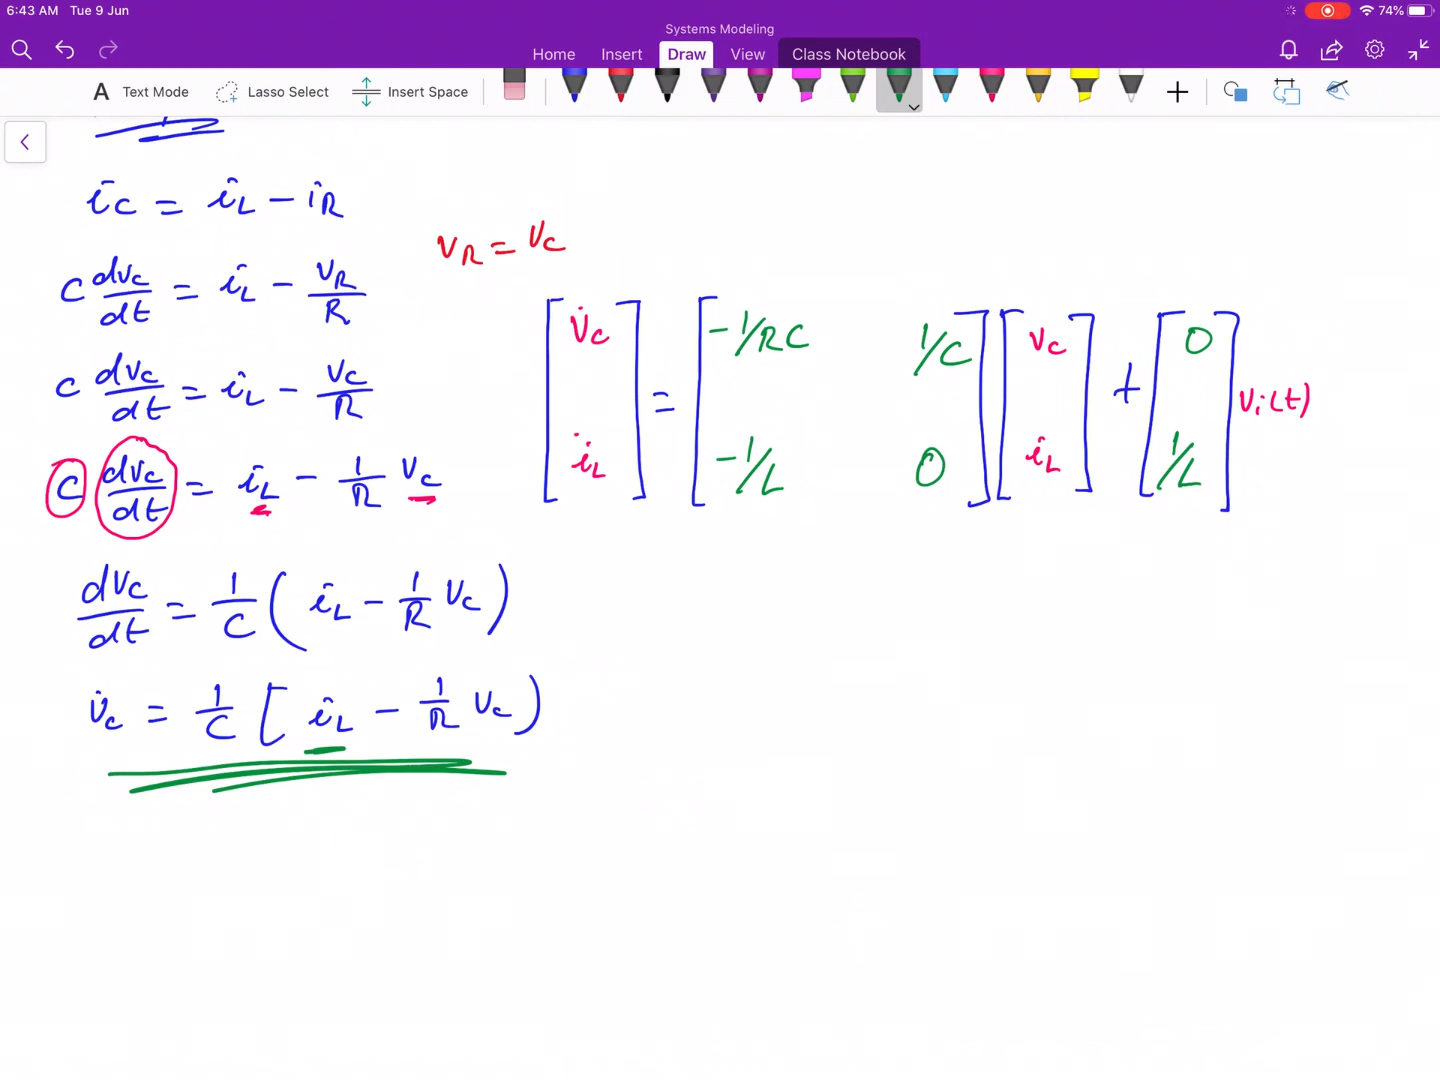 6:43 AM Tue 9 Jun
74%
Systems Modeling
Home Insert Draw View Class Notebook
A Text Mode Lasso Select Insert Space
iC = iL - iR
vR = vC
C dvC/dt = iL - vR/R
C dvC/dt = iL - vC/R
C dvC/dt = iL - 1/R vC
dvC/dt = 1/C ( iL - 1/R vC )
v̇C = 1/C [ iL - 1/R vC )
[ v̇C ] = [ -1/RC 1/C ] [ vC ] + [ 0 ] vi(t)
[ i̇L ] [ -1/L 0 ] [ iL ] [ 1/L ]